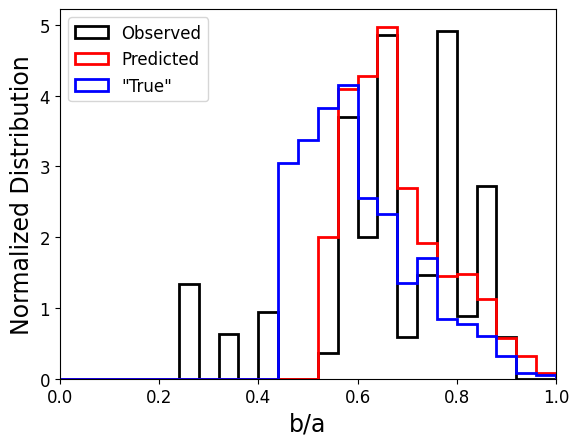 Observed
Predicted
"True"
Normalized Distribution
5
4
3
2
1
0
0.0 0.2 0.4 0.6 0.8 1.0
b/a